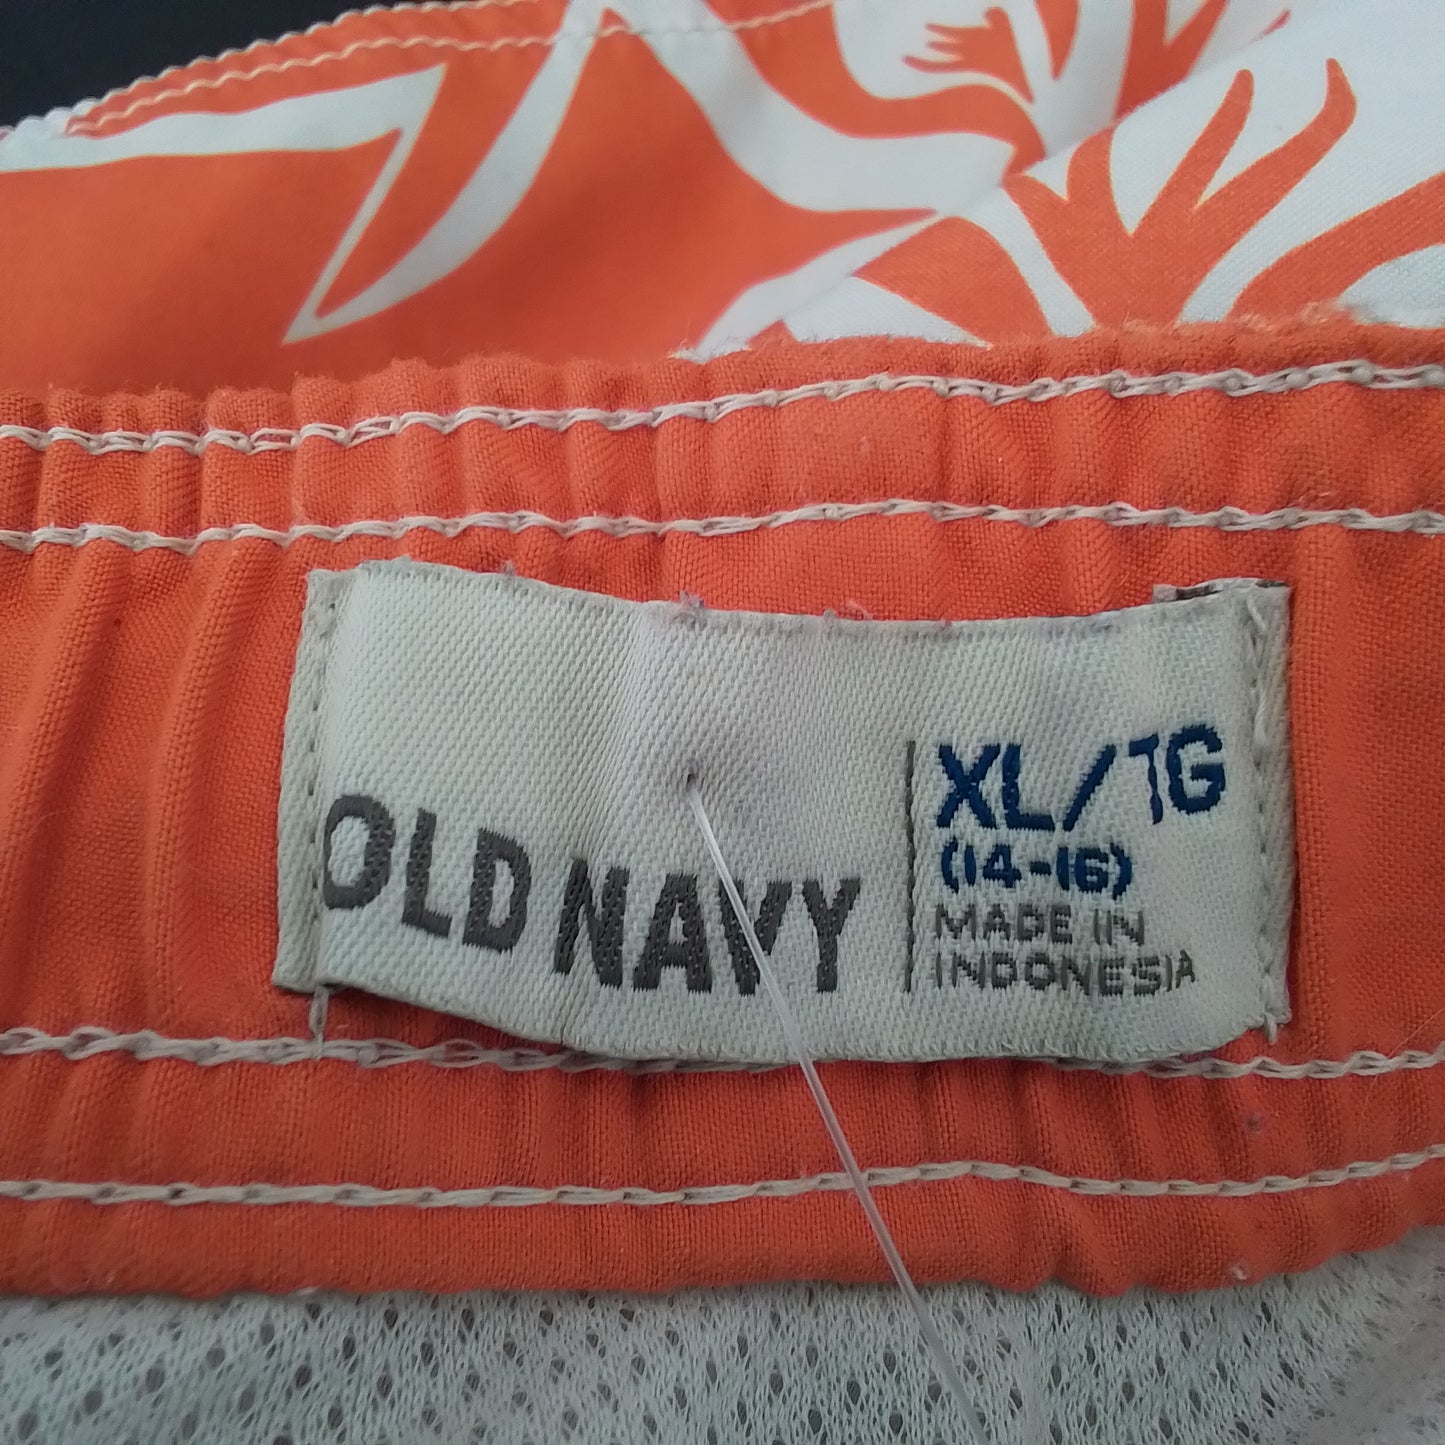 OLD NAVY
XL/TG
(14-16)
MADE IN
INDONESIA